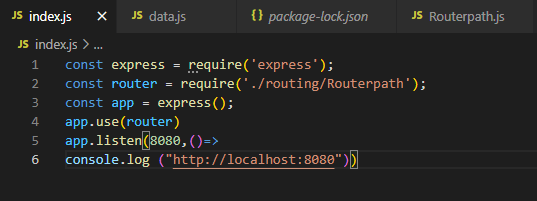 JS index.js × JS data.js {} package-lock.json JS Routerpath.js
JS index.js > ...
1 const express = require('express');
2 const router = require('./routing/Routerpath');
3 const app = express();
4 app.use(router)
5 app.listen(8080,()=>
6 console.log ("http://localhost:8080"))